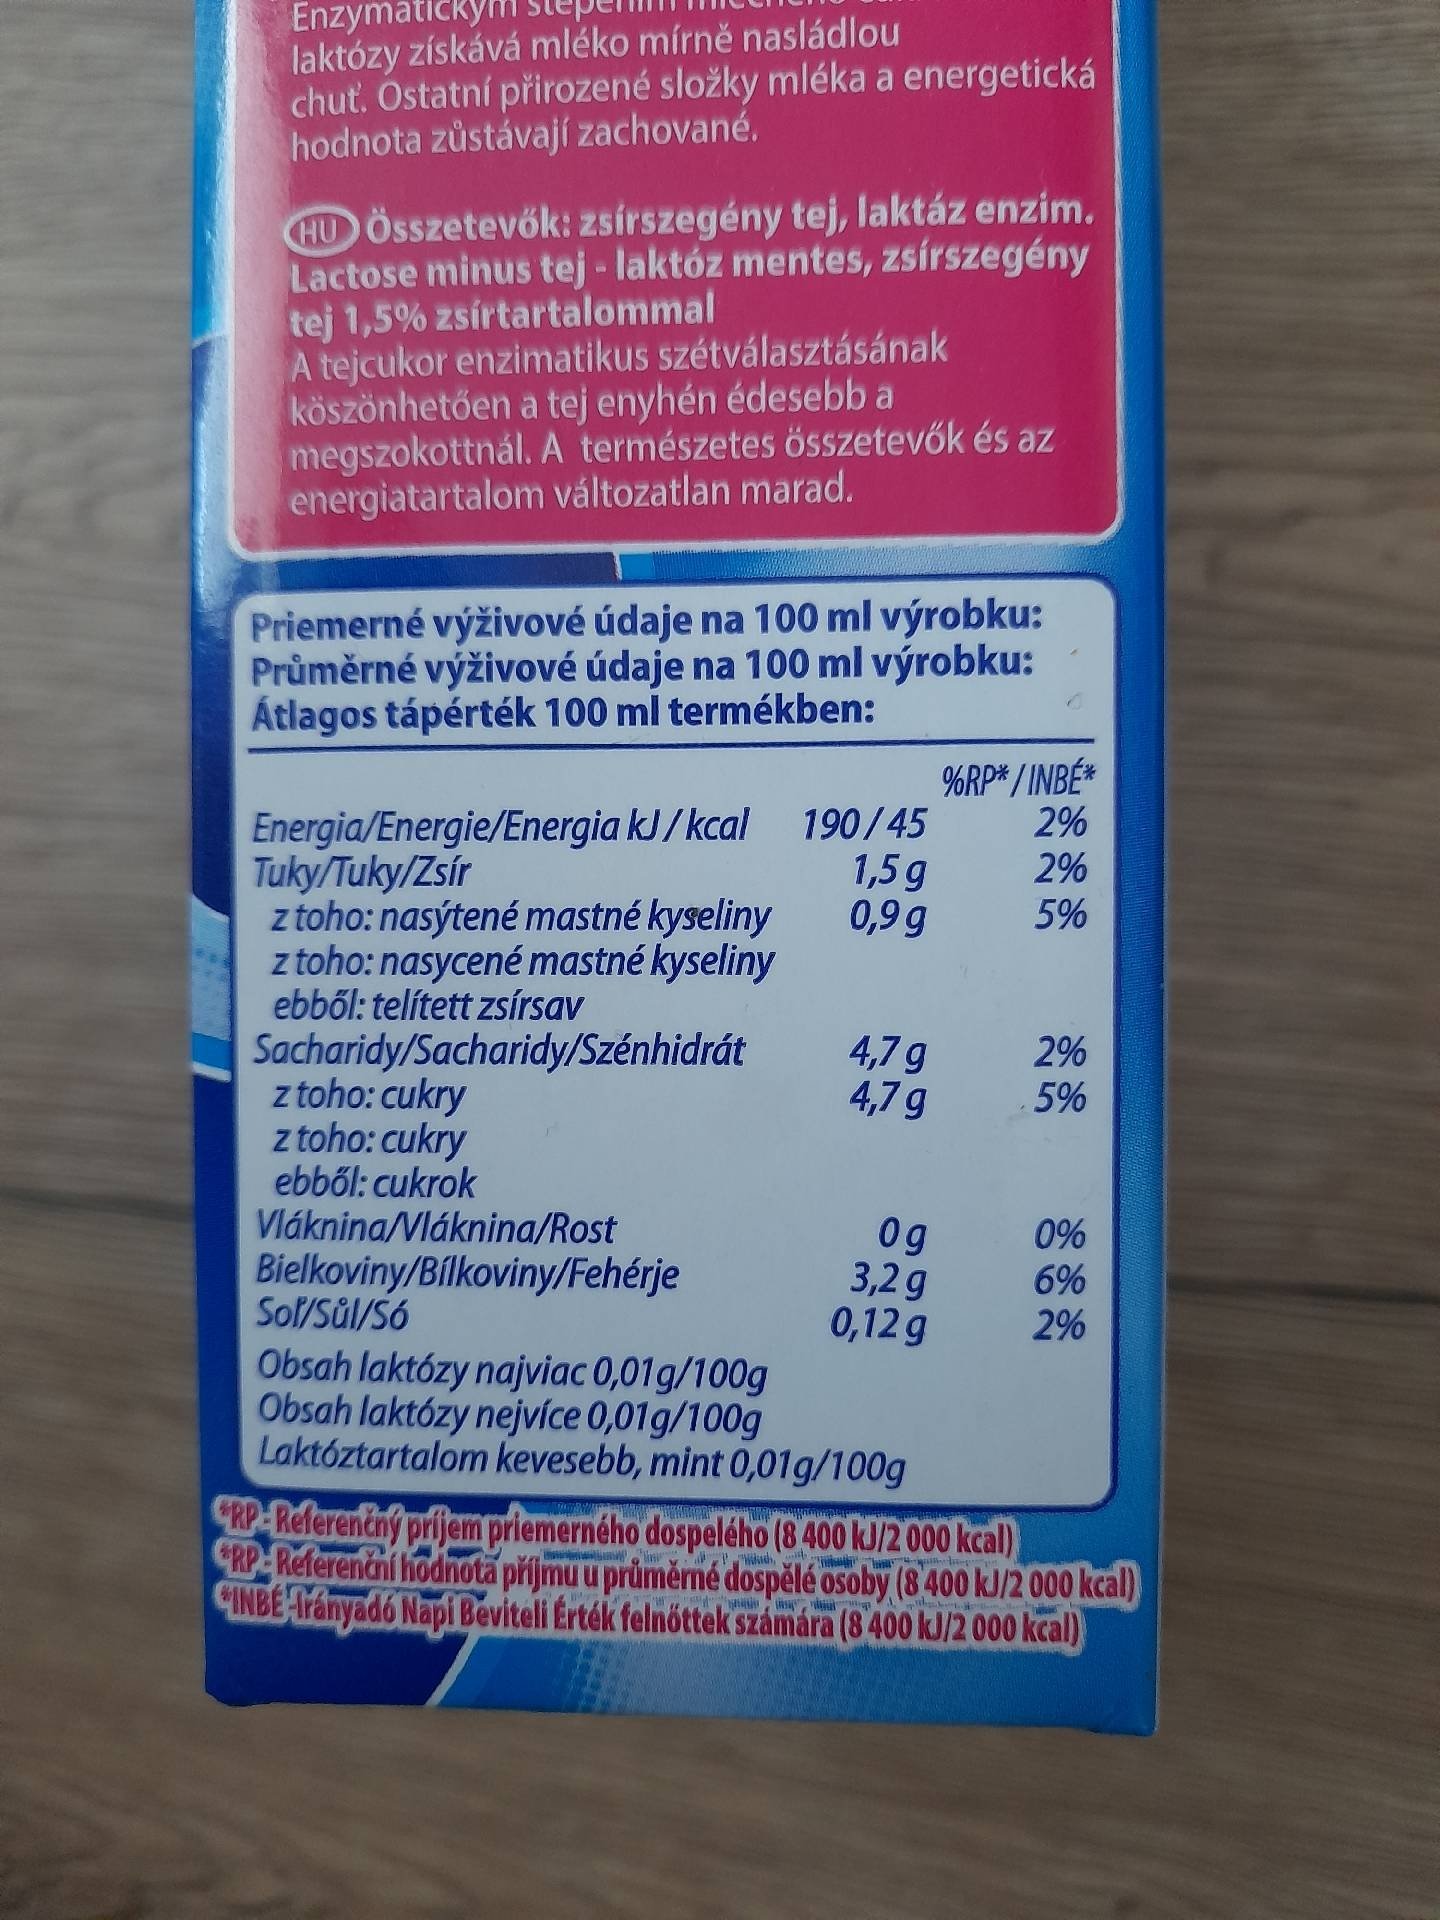 Enzymatickým
laktózy získává mléko mírně nasládlou
chuť. Ostatní přirozené složky mléka a energetická
hodnota zůstávají zachované.
HU Összetevők: zsírszegény tej, laktáz enzim.
Lactose minus tej - laktóz mentes, zsírszegény
tej 1,5% zsírtartalommal
A tejcukor enzimatikus szétválasztásának
köszönhetően a tej enyhén édesebb a
megszokottnál. A természetes összetevők és az
energiatartalom változatlan marad.
Priemerné výživové údaje na 100 ml výrobku:
Průměrné výživové údaje na 100 ml výrobku:
Átlagos tápérték 100 ml termékben:
%RP*/INBÉ*
Energia/Energie/Energia kJ/kcal 190/45 2%
Tuky/Tuky/Zsír 1,5 g 2%
z toho: nasýtené mastné kyseliny 0,9 g 5%
z toho: nasycené mastné kyseliny
ebből: telített zsírsav
Sacharidy/Sacharidy/Szénhidrát 4,7 g 2%
z toho: cukry 4,7 g 5%
z toho: cukry
ebből: cukrok
Vláknina/Vláknina/Rost 0 g 0%
Bielkoviny/Bílkoviny/Fehérje 3,2 g 6%
Soľ/Sůl/Só 0,12 g 2%
Obsah laktózy najviac 0,01g/100g
Obsah laktózy nejvíce 0,01g/100g
Laktóztartalom kevesebb, mint 0,01g/100g
*RP - Referenčný príjem priemerného dospelého (8 400 kJ/2 000 kcal)
*RP - Referenční hodnota příjmu u průměrné dospělé osoby (8 400 kJ/2 000 kcal)
*INBÉ -Irányadó Napi Beviteli Érték felnőttek számára (8 400 kJ/2 000 kcal)